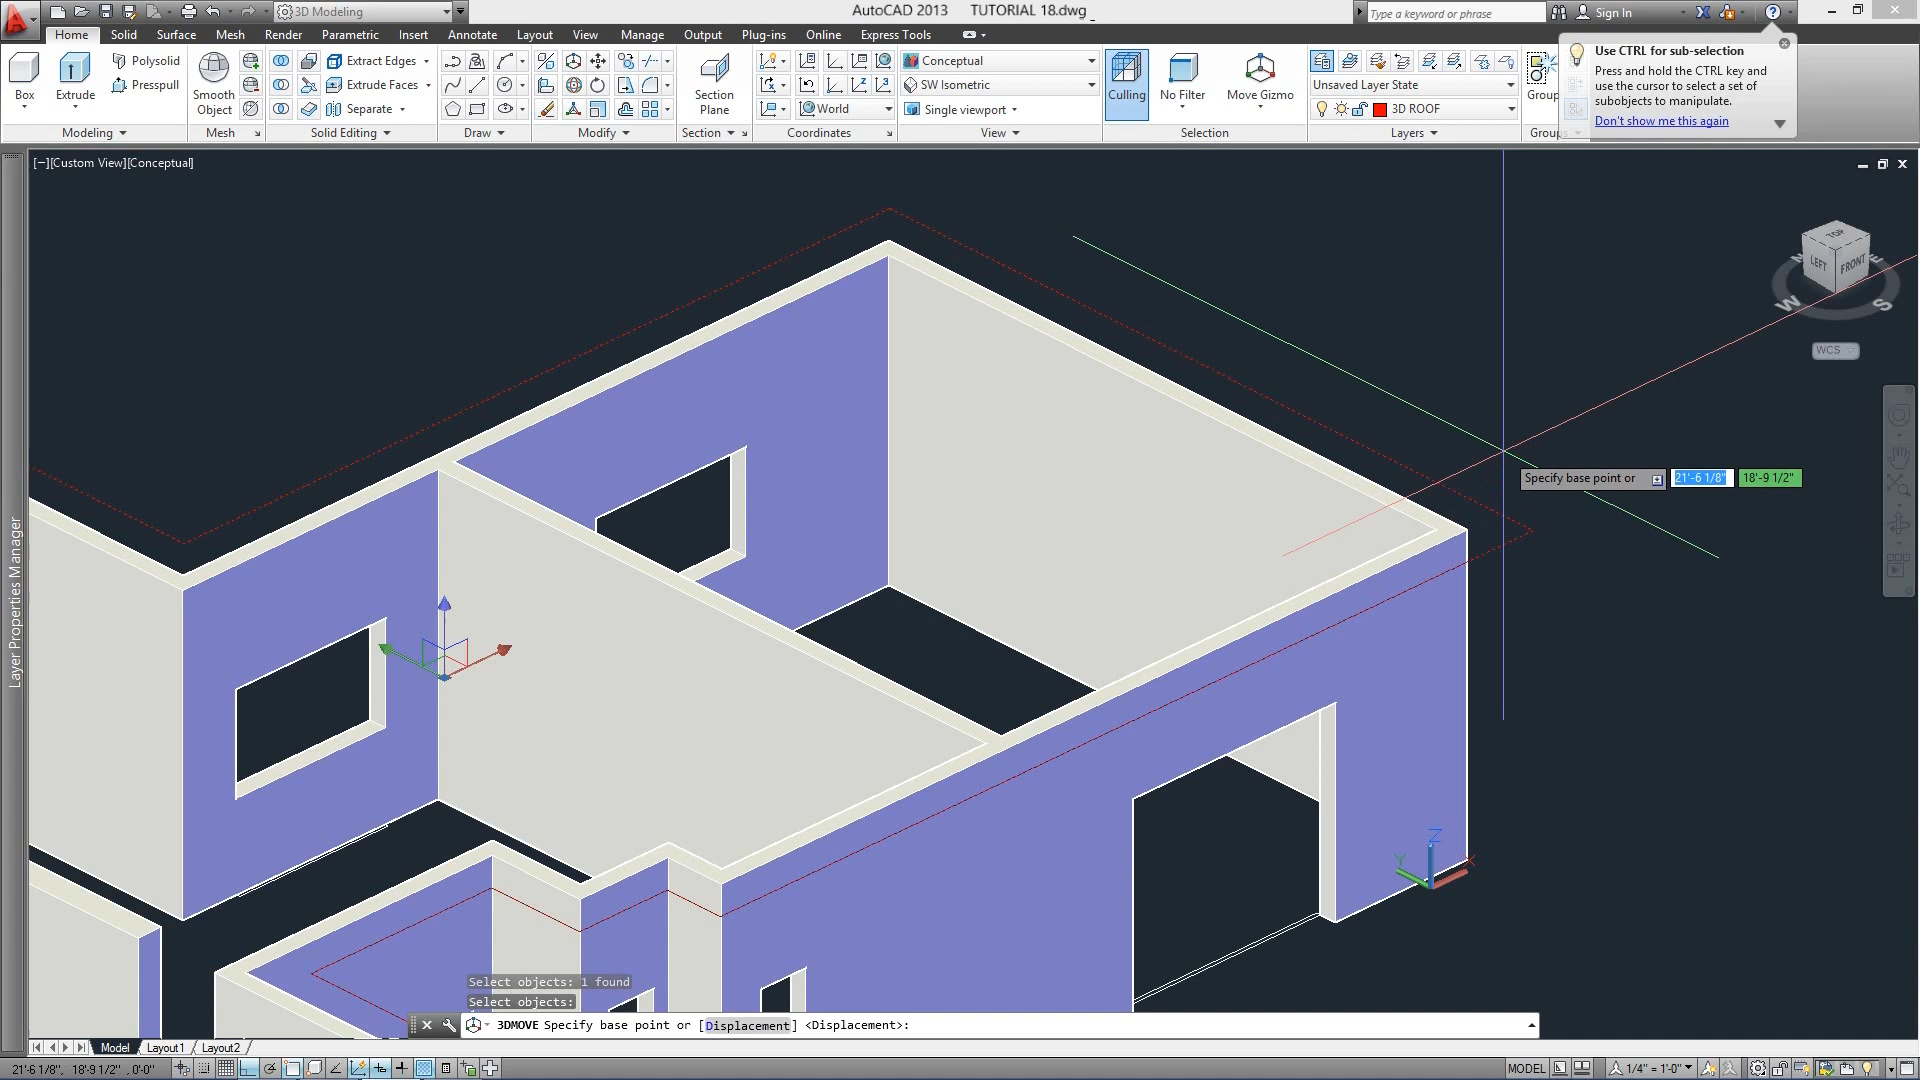 3D Modeling
AutoCAD 2013 TUTORIAL 18.dwg
Type a keyword or phrase
Sign In
Home Solid Surface Mesh Render Parametric Insert Annotate Layout View Manage Output Plug-ins Online Express Tools
Box
Extrude
Polysolid
Presspull
Smooth Object
Extract Edges
Extrude Faces
Separate
Section Plane
World
Conceptual
SW Isometric
Single viewport
Culling
No Filter
Move Gizmo
Unsaved Layer State
3D ROOF
Group
Modeling Mesh Solid Editing Draw Modify Section Coordinates View Selection Layers Groups
Use CTRL for sub-selection
Press and hold the CTRL key and
use the cursor to select a set of
subobjects to manipulate.
Don't show me this again
[−][Custom View][Conceptual]
TOP
LEFT FRONT
N E
W S
WCS
Layer Properties Manager
Specify base point or 21'-6 1/8" 18'-9 1/2"
Z
Y X
Select objects: 1 found
Select objects:
3DMOVE Specify base point or [Displacement] <Displacement>:
Model Layout1 Layout2
21'-6 1/8", 18'-9 1/2" , 0'-0"
MODEL
1/4" = 1'-0"